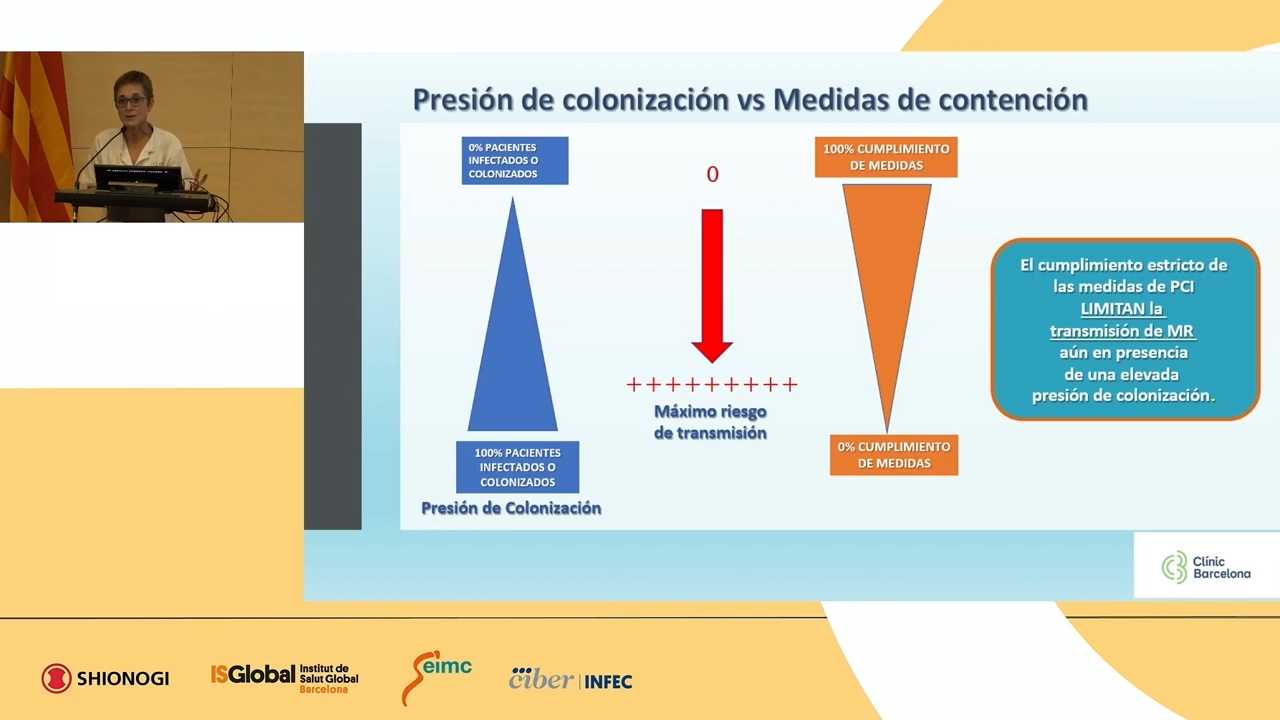 Presión de colonización vs Medidas de contención
0% PACIENTES
INFECTADOS O
COLONIZADOS
0
100% CUMPLIMIENTO
DE MEDIDAS
El cumplimiento estricto de
las medidas de PCI
LIMITAN la
transmisión de MR
aún en presencia
de una elevada
presión de colonización.
+++++++++
Máximo riesgo
de transmisión
100% PACIENTES
INFECTADOS O
COLONIZADOS
0% CUMPLIMIENTO
DE MEDIDAS
Presión de Colonización
Clínic
Barcelona
SHIONOGI
ISGlobal
Institut de
Salut Global
Barcelona
Seimc
ciber | INFEC